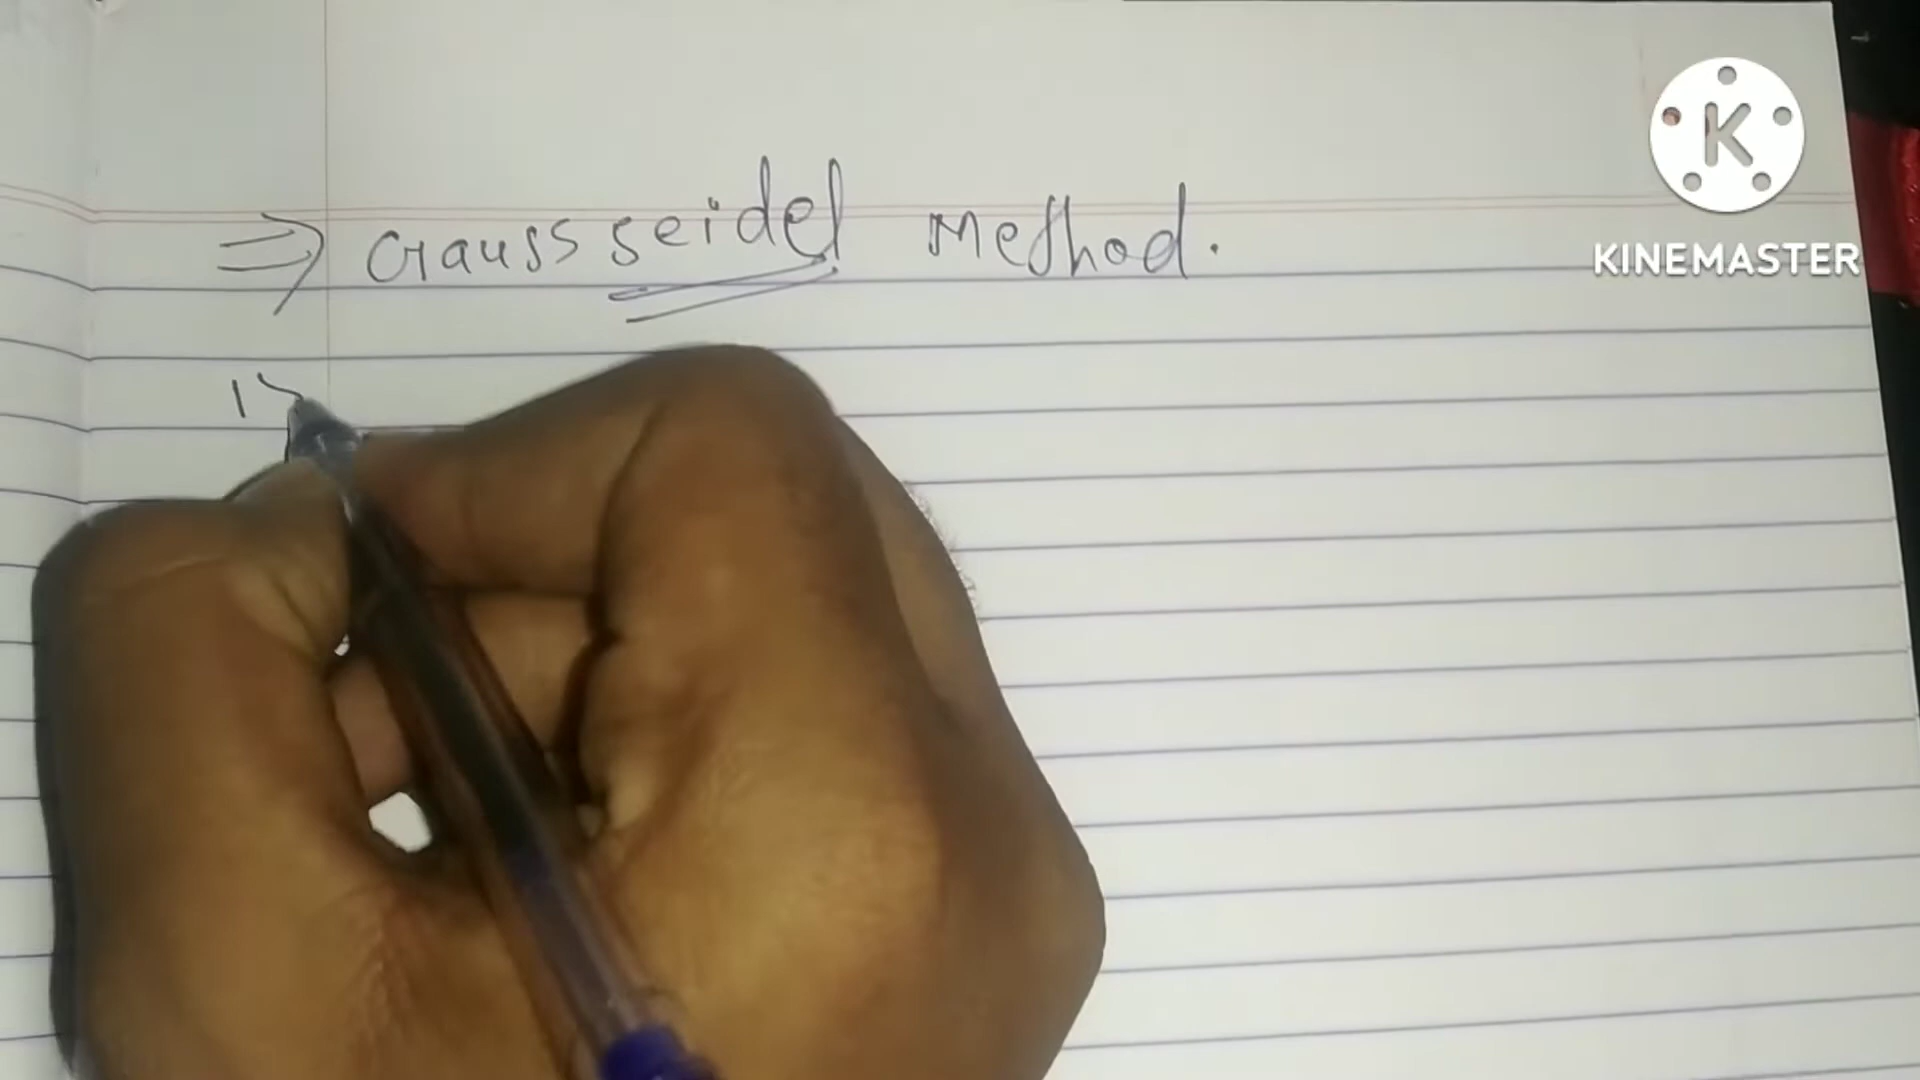 ⇒ Gauss seidel Method.
K
KINEMASTER
1